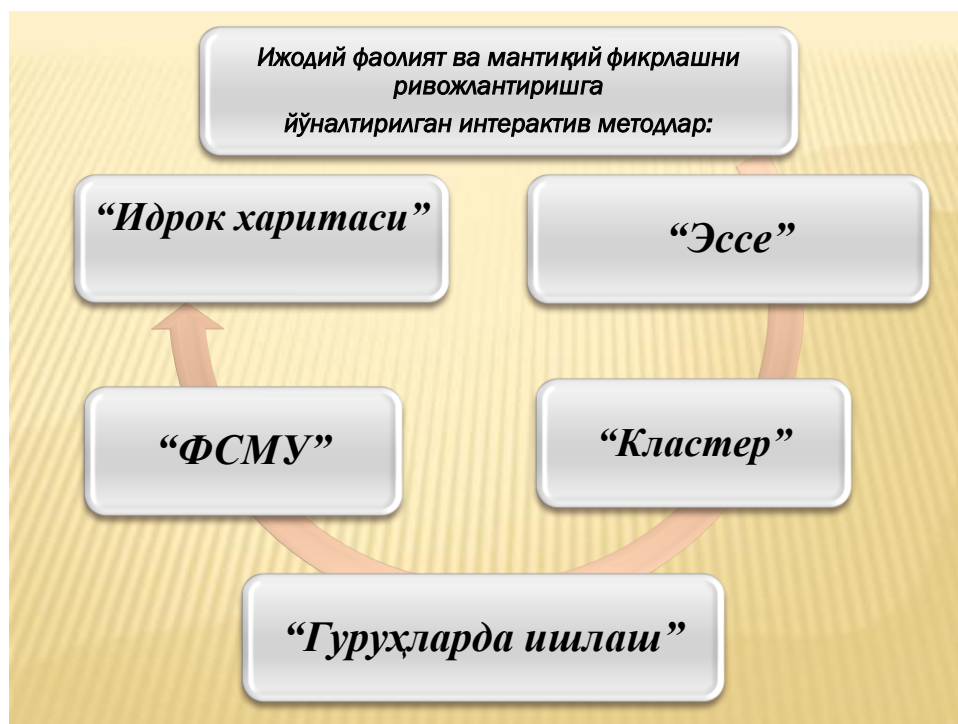 Ижодий фаолият ва мантиқий фикрлашни
ривожлантиришга
йўналтирилган интерактив методлар:
“Идрок харитаси”
“Эссе”
“ФСМУ”
“Кластер”
“Гуруҳларда ишлаш”